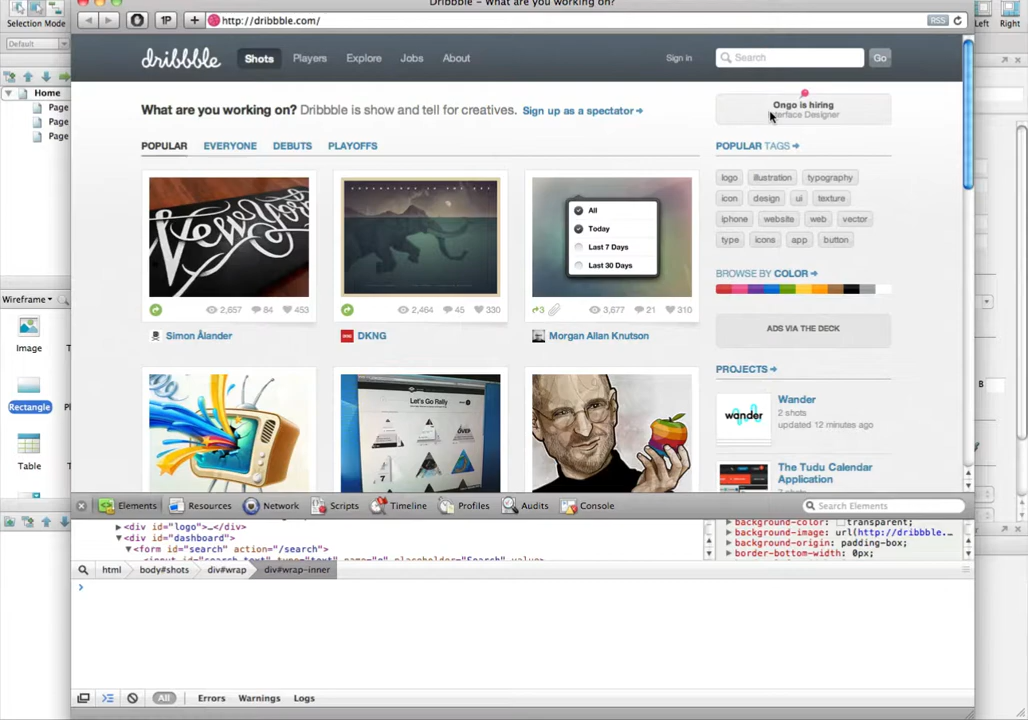 Dribbble - What are you working on?
Selection Mode
Left
Right
1P
http://dribbble.com/
RSS
Default
dribbble
Shots
Players
Explore
Jobs
About
Sign in
Search
Go
Home
Page
Page
Page
What are you working on? Dribbble is show and tell for creatives. Sign up as a spectator
Ongo is hiring
Interface Designer
POPULAR
EVERYONE
DEBUTS
PLAYOFFS
POPULAR TAGS
logo
illustration
typography
icon
design
ui
texture
iphone
website
web
vector
type
icons
app
button
New York
All
Today
Last 7 Days
Last 30 Days
2,657
84
453
2,464
45
330
3
3,677
21
310
Simon Ålander
DKNG
Morgan Allan Knutson
BROWSE BY COLOR
ADS VIA THE DECK
PROJECTS
wander
Wander
2 shots
updated 12 minutes ago
The Tudu Calendar
Application
Let's Go Rally
Wireframe
Image
Rectangle
Table
B
Elements
Resources
Network
Scripts
Timeline
Profiles
Audits
Console
Search Elements
<div id="logo">…</div>
<div id="dashboard">
<form id="search" action="/search">
background-color: transparent;
background-image: url(http://dribbble.…
background-origin: padding-box;
border-bottom-width: 0px;
html
body#shots
div#wrap
div#wrap-inner
All
Errors
Warnings
Logs